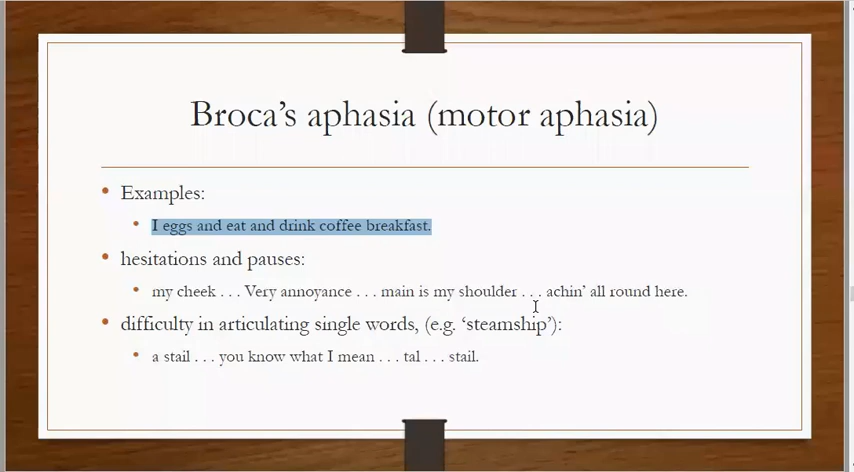 Broca’s aphasia (motor aphasia)
• Examples:
• I eggs and eat and drink coffee breakfast.
• hesitations and pauses:
• my cheek . . . Very annoyance . . . main is my shoulder . . . achin’ all round here.
• difficulty in articulating single words, (e.g. ‘steamship’):
• a stail . . . you know what I mean . . . tal . . . stail.